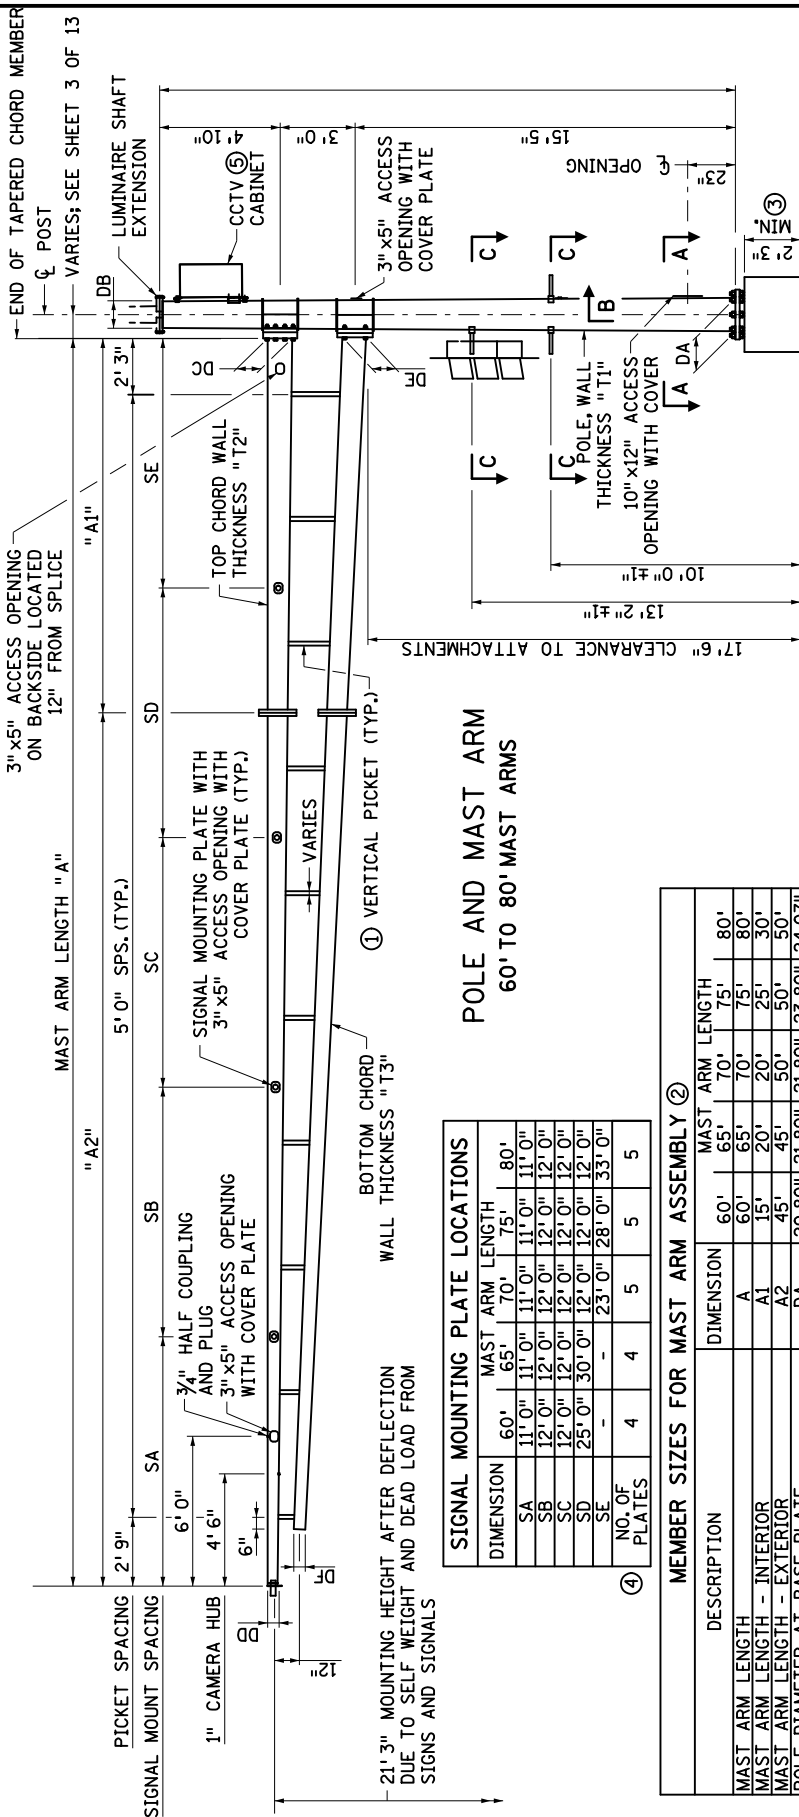 END OF TAPERED CHORD MEMBER
℄ POST
VARIES; SEE SHEET 3 OF 13
LUMINAIRE SHAFT
EXTENSION
DB
CCTV ⑤
CABINET
4' 10"
3' 0"
15' 5"
3"x5" ACCESS
OPENING WITH
COVER PLATE
℄ OPENING
23"
2' 3"
MIN. ③
C
C
A
B
C
C
A
DA
POLE, WALL
THICKNESS "T1"
10"x12" ACCESS
OPENING WITH COVER
10' 0" ±1"
13' 2" ±1"
17' 6" CLEARANCE TO ATTACHMENTS
3"x5" ACCESS OPENING
ON BACKSIDE LOCATED
12" FROM SPLICE
MAST ARM LENGTH "A"
"A1"
"A2"
2' 3"
5' 0" SPS. (TYP.)
SE
SD
SC
SB
SA
DC
DE
TOP CHORD WALL
THICKNESS "T2"
SIGNAL MOUNTING PLATE WITH
3"x5" ACCESS OPENING WITH
COVER PLATE (TYP.)
VARIES
① VERTICAL PICKET (TYP.)
BOTTOM CHORD
WALL THICKNESS "T3"
3/4" HALF COUPLING
AND PLUG
3"x5" ACCESS OPENING
WITH COVER PLATE
PICKET SPACING
2' 9"
SIGNAL MOUNT SPACING
1" CAMERA HUB
6' 0"
4' 6"
6"
DD
DF
12"
21' 3" MOUNTING HEIGHT AFTER DEFLECTION
DUE TO SELF WEIGHT AND DEAD LOAD FROM
SIGNS AND SIGNALS
POLE AND MAST ARM
60' TO 80' MAST ARMS
SIGNAL MOUNTING PLATE LOCATIONS
DIMENSION MAST ARM LENGTH
60' 65' 70' 75' 80'
SA 11' 0" 11' 0" 11' 0" 11' 0" 11' 0"
SB 12' 0" 12' 0" 12' 0" 12' 0" 12' 0"
SC 12' 0" 12' 0" 12' 0" 12' 0" 12' 0"
SD 25' 0" 30' 0" 12' 0" 12' 0" 12' 0"
SE - - 23' 0" 28' 0" 33' 0"
④ NO. OF PLATES 4 4 5 5 5
MEMBER SIZES FOR MAST ARM ASSEMBLY ②
DESCRIPTION DIMENSION MAST ARM LENGTH
60' 65' 70' 75' 80'
MAST ARM LENGTH A 60' 65' 70' 75' 80'
MAST ARM LENGTH - INTERIOR A1 15' 20' 20' 25' 30'
MAST ARM LENGTH - EXTERIOR A2 45' 45' 50' 50' 50'
POLE DIAMETER AT BASE PLATE DA